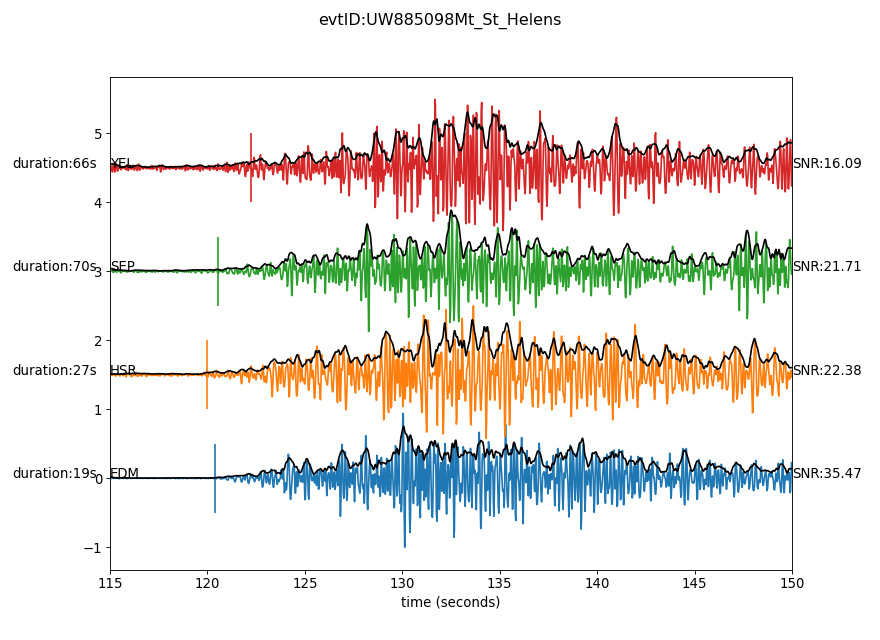 evtID:UW885098Mt_St_Helens
5
duration:66s YEL SNR:16.09
4
duration:70s SEP SNR:21.71
3
2
duration:27s HSR SNR:22.38
1
duration:19s EDM SNR:35.47
0
−1
115 120 125 130 135 140 145 150
time (seconds)